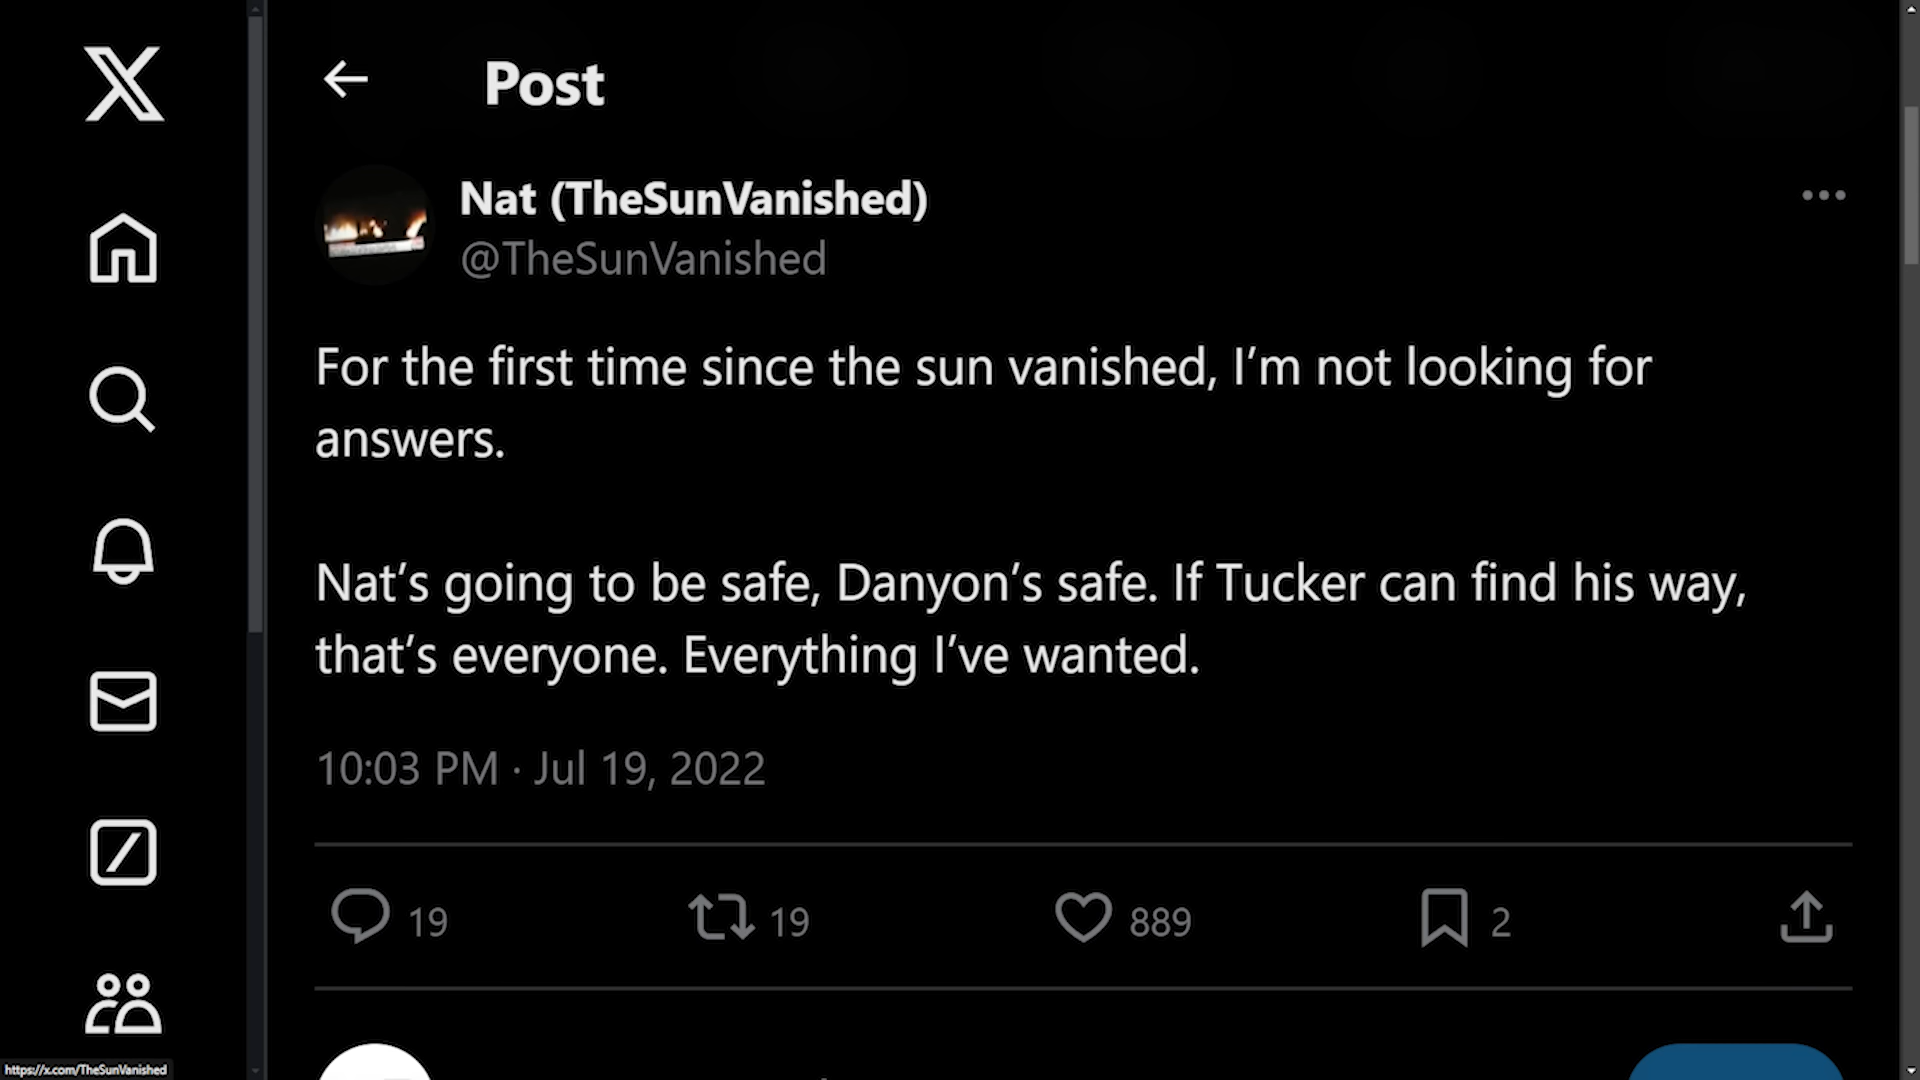 Post
Nat (TheSunVanished)
@TheSunVanished
For the first time since the sun vanished, I’m not looking for
answers.
Nat’s going to be safe, Danyon’s safe. If Tucker can find his way,
that’s everyone. Everything I’ve wanted.
10:03 PM · Jul 19, 2022
19 19 889 2
https://x.com/TheSunVanished